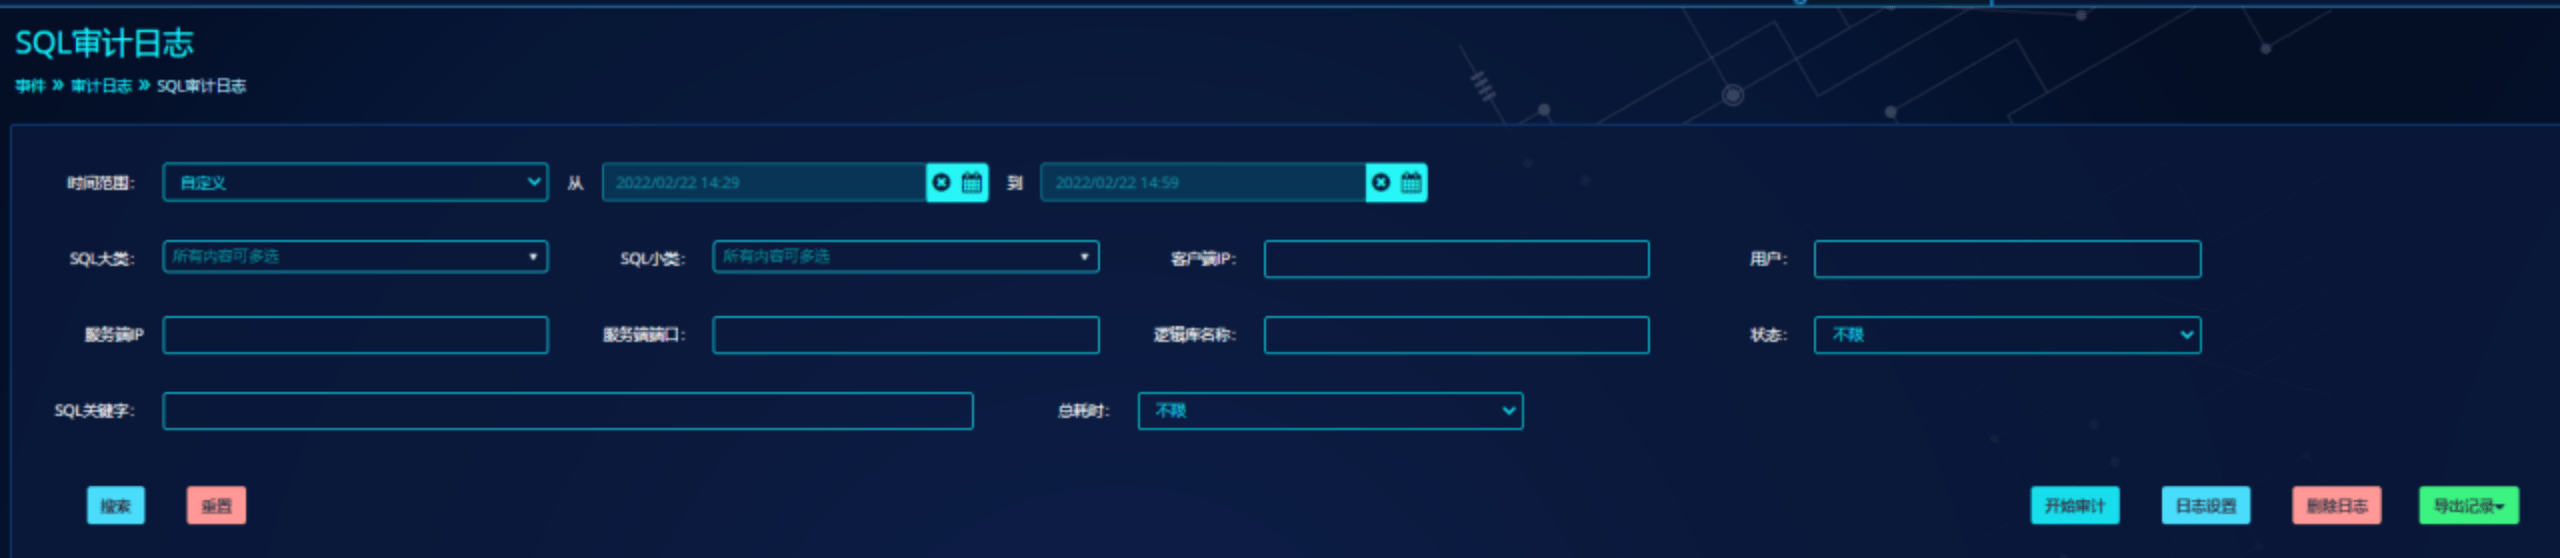 SQL审计日志
事件 » 审计日志 » SQL审计日志
时间范围: 自定义 从 2022/02/22 14:29 到 2022/02/22 14:59
SQL大类: 所有内容可多选 SQL小类: 所有内容可多选 客户端IP: 用户:
服务端IP 服务端端口: 逻辑库名称: 状态: 不限
SQL关键字: 总耗时: 不限
搜索 重置 开始审计 日志设置 删除日志 导出记录